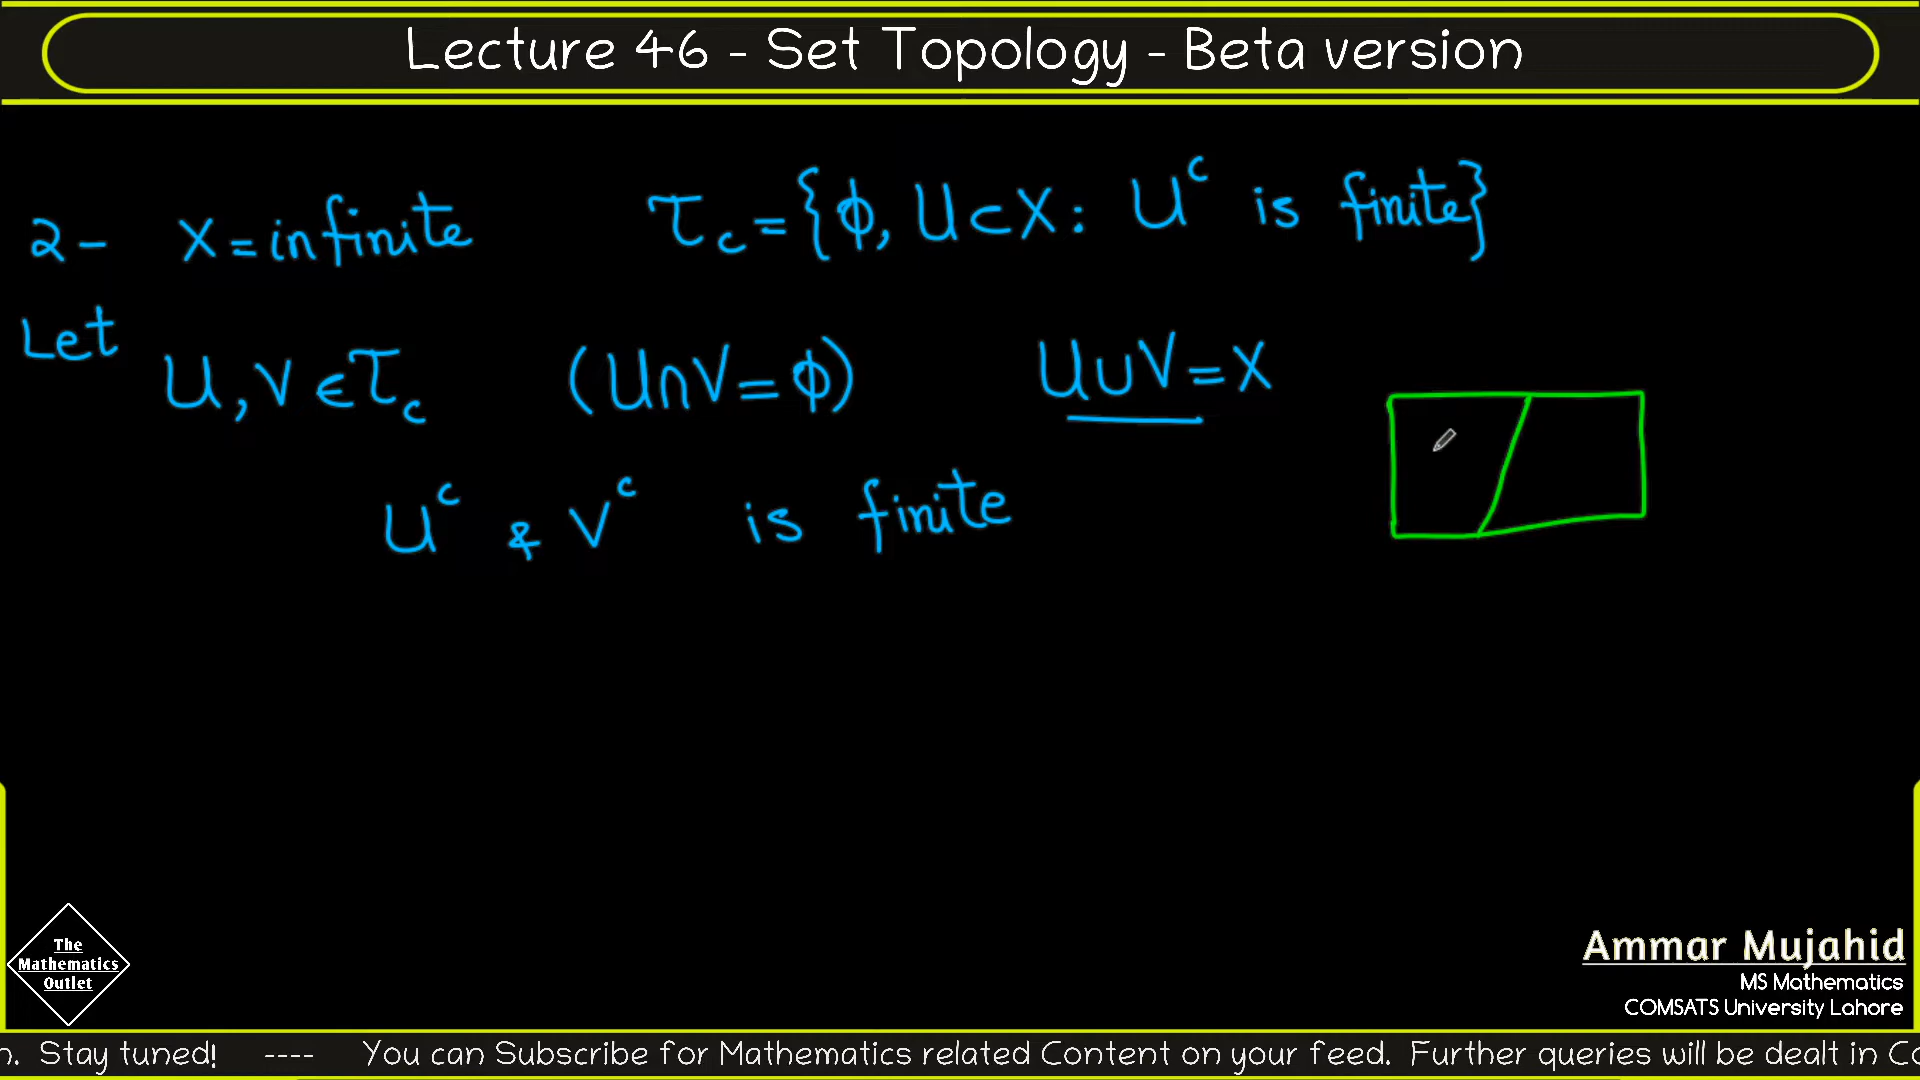 Lecture 46 - Set Topology - Beta version
2- X = infinite τ_c = {ϕ, U⊂X : U^c is finite}
Let
U, V ∈ τ_c (U∩V = ϕ) U∪V = X
U^c & V^c is finite
The
Mathematics
Outlet
Ammar Mujahid
MS Mathematics
COMSATS University Lahore
Stay tuned! ---- You can Subscribe for Mathematics related Content on your feed. Further queries will be dealt in